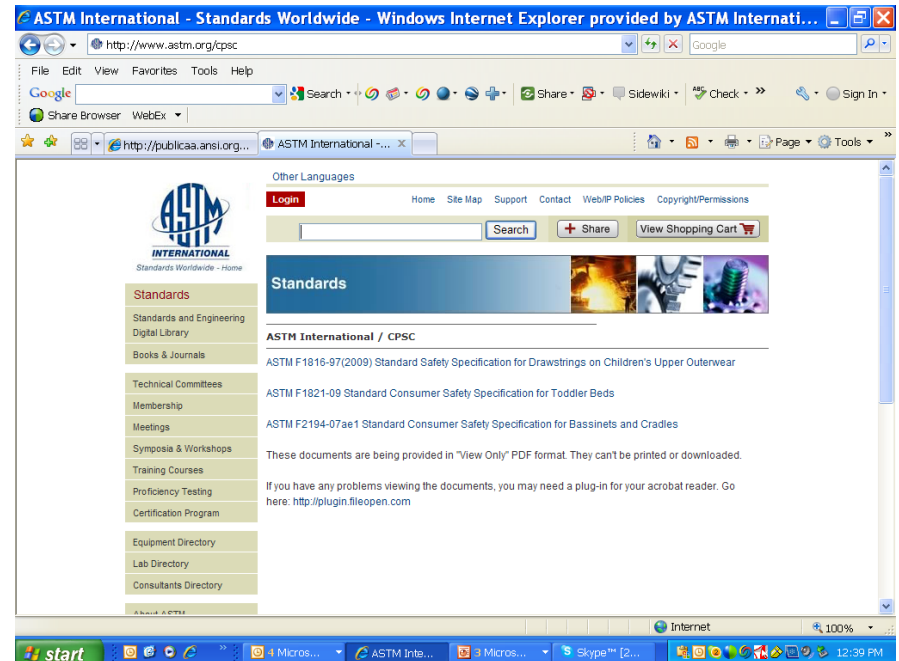 ASTM International - Standards Worldwide - Windows Internet Explorer provided by ASTM Internati...
http://www.astm.org/cpsc
Google
File Edit View Favorites Tools Help
Google
Search
Share
Sidewiki
Check
Sign In
Share Browser WebEx
http://publicaa.ansi.org...
ASTM International -...
Page
Tools
Other Languages
Login
Home Site Map Support Contact Web/IP Policies Copyright/Permissions
Search
Share
View Shopping Cart
ASTM
INTERNATIONAL
Standards Worldwide - Home
Standards
Standards
Standards and Engineering
Digital Library
Books & Journals
Technical Committees
Membership
Meetings
Symposia & Workshops
Training Courses
Proficiency Testing
Certification Program
Equipment Directory
Lab Directory
Consultants Directory
About ASTM
ASTM International / CPSC
ASTM F1816-97(2009) Standard Safety Specification for Drawstrings on Children's Upper Outerwear
ASTM F1821-09 Standard Consumer Safety Specification for Toddler Beds
ASTM F2194-07ae1 Standard Consumer Safety Specification for Bassinets and Cradles
These documents are being provided in "View Only" PDF format. They can't be printed or downloaded.
If you have any problems viewing the documents, you may need a plug-in for your acrobat reader. Go
here: http://plugin.fileopen.com
Internet
100%
start
4 Micros...
ASTM Inte...
3 Micros...
Skype™ [2...
12:39 PM